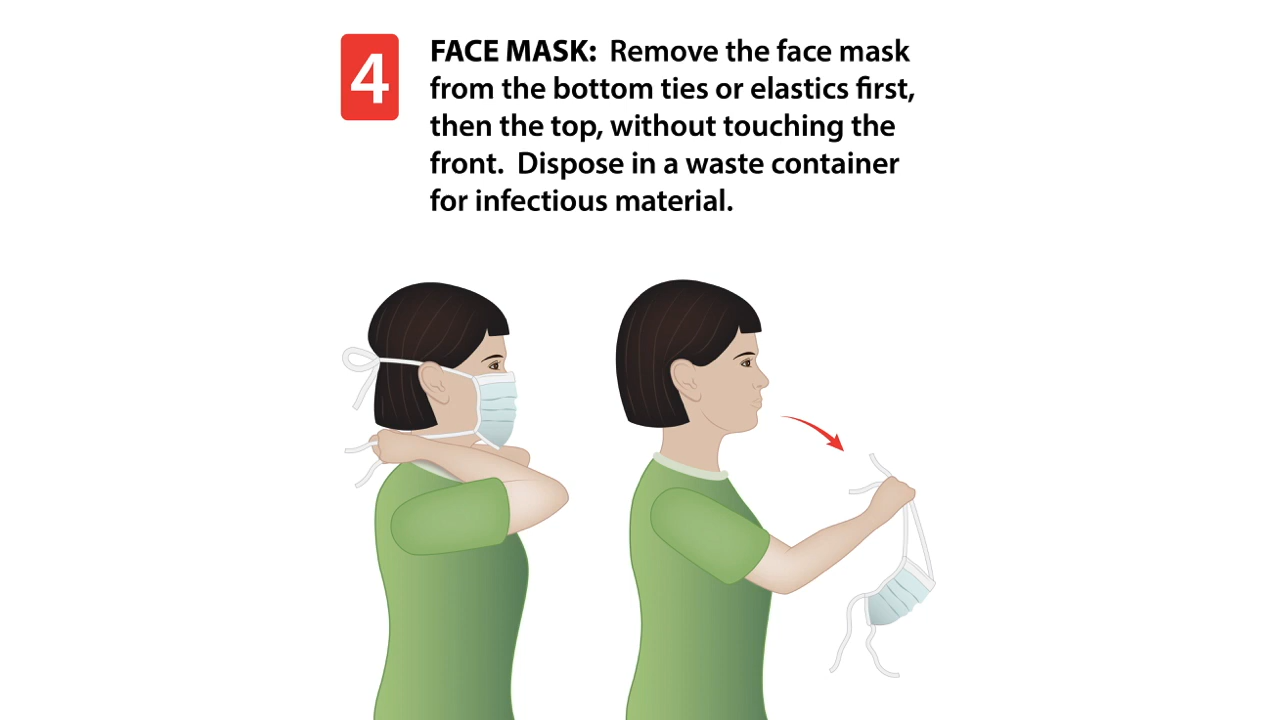 4
FACE MASK: Remove the face mask
from the bottom ties or elastics first,
then the top, without touching the
front. Dispose in a waste container
for infectious material.